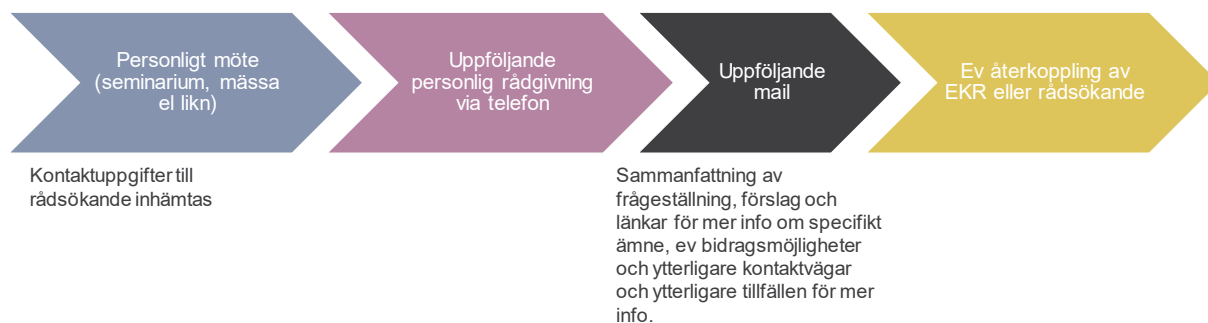 Personligt möte
(seminarium, mässa
el likn)
Uppföljande
personlig rådgivning
via telefon
Uppföljande
mail
Ev återkoppling av
EKR eller rådsökande
Kontaktuppgifter till
rådsökande inhämtas
Sammanfattning av
frågeställning, förslag och
länkar för mer info om specifikt
ämne, ev bidragsmöjligheter
och ytterligare kontaktvägar
och ytterligare tillfällen för mer
info.